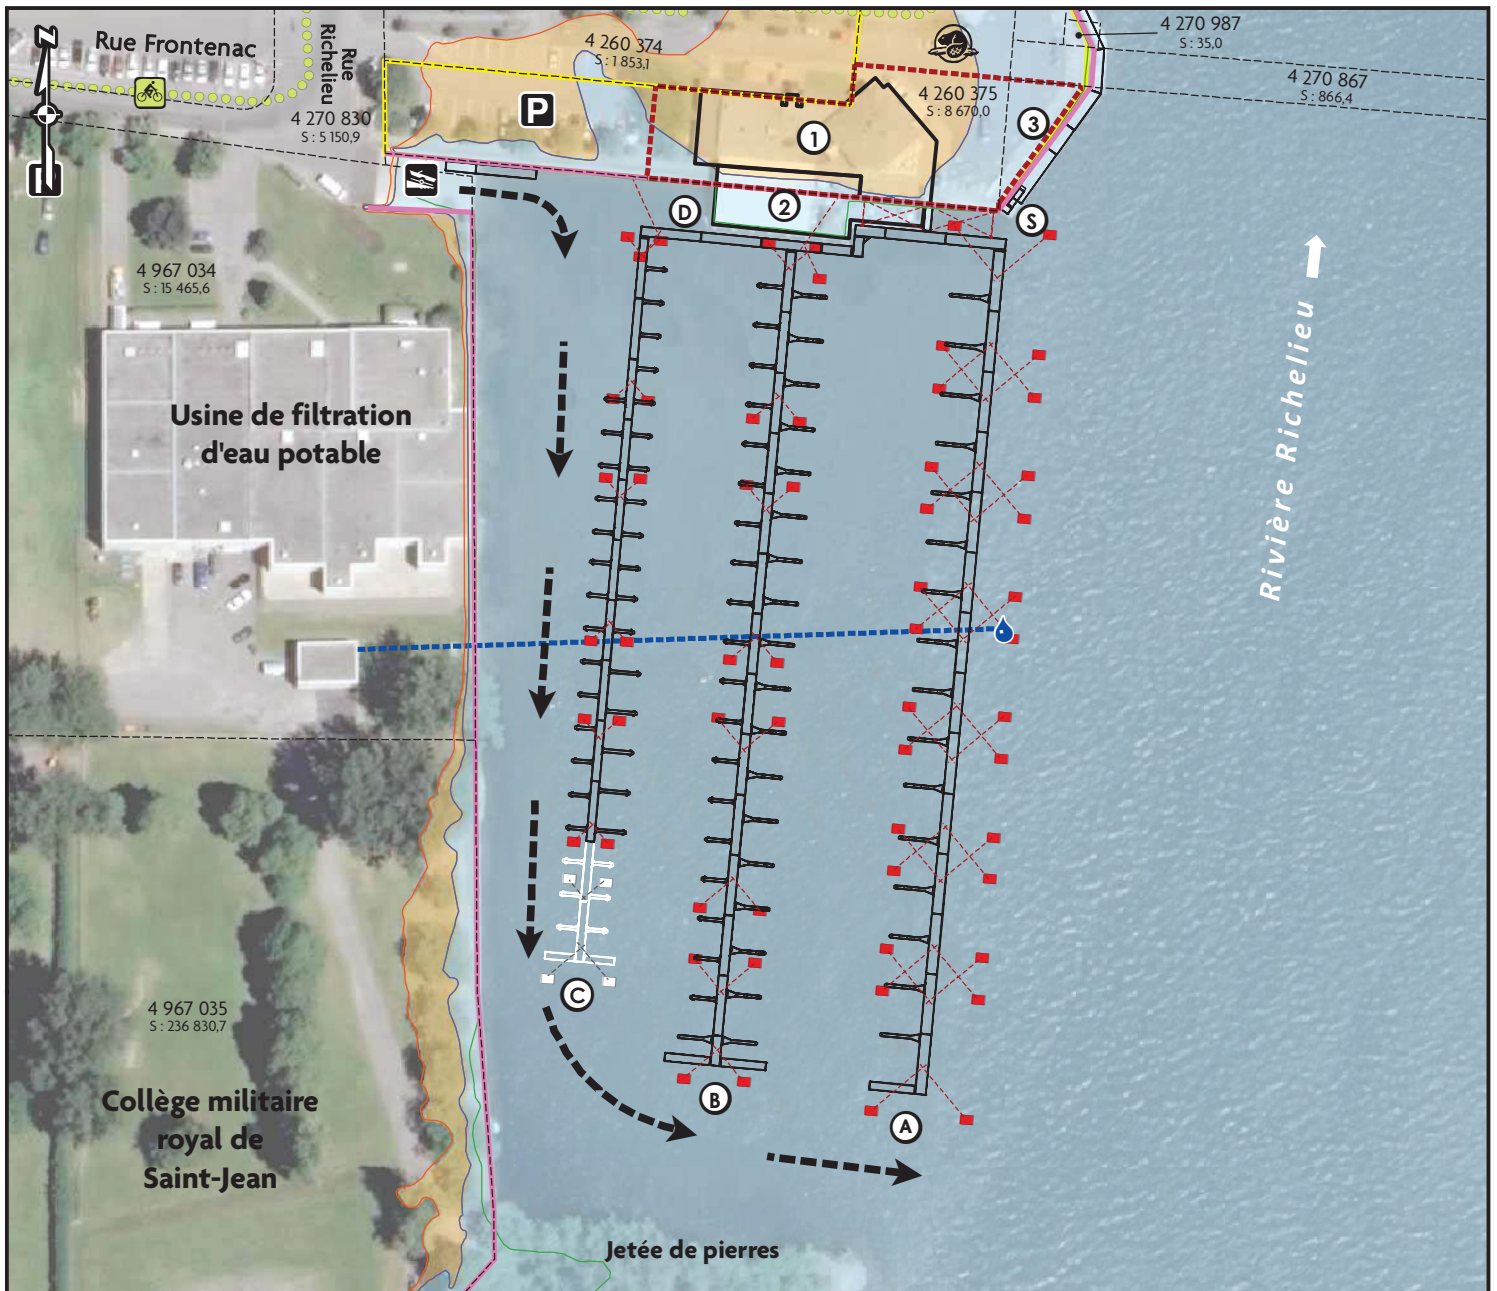 N
Rue Frontenac
Rue
Richelieu
4 270 830
S : 5 150,9
4 260 374
S : 1 853,1
P
4 260 375
S : 8 670,0
4 270 987
S : 35,0
4 270 867
S : 866,4
1
2
3
D
S
4 967 034
S : 15 465,6
Usine de filtration
d'eau potable
Rivière Richelieu
4 967 035
S : 236 830,7
Collège militaire
royal de
Saint-Jean
C
B
A
Jetée de pierres